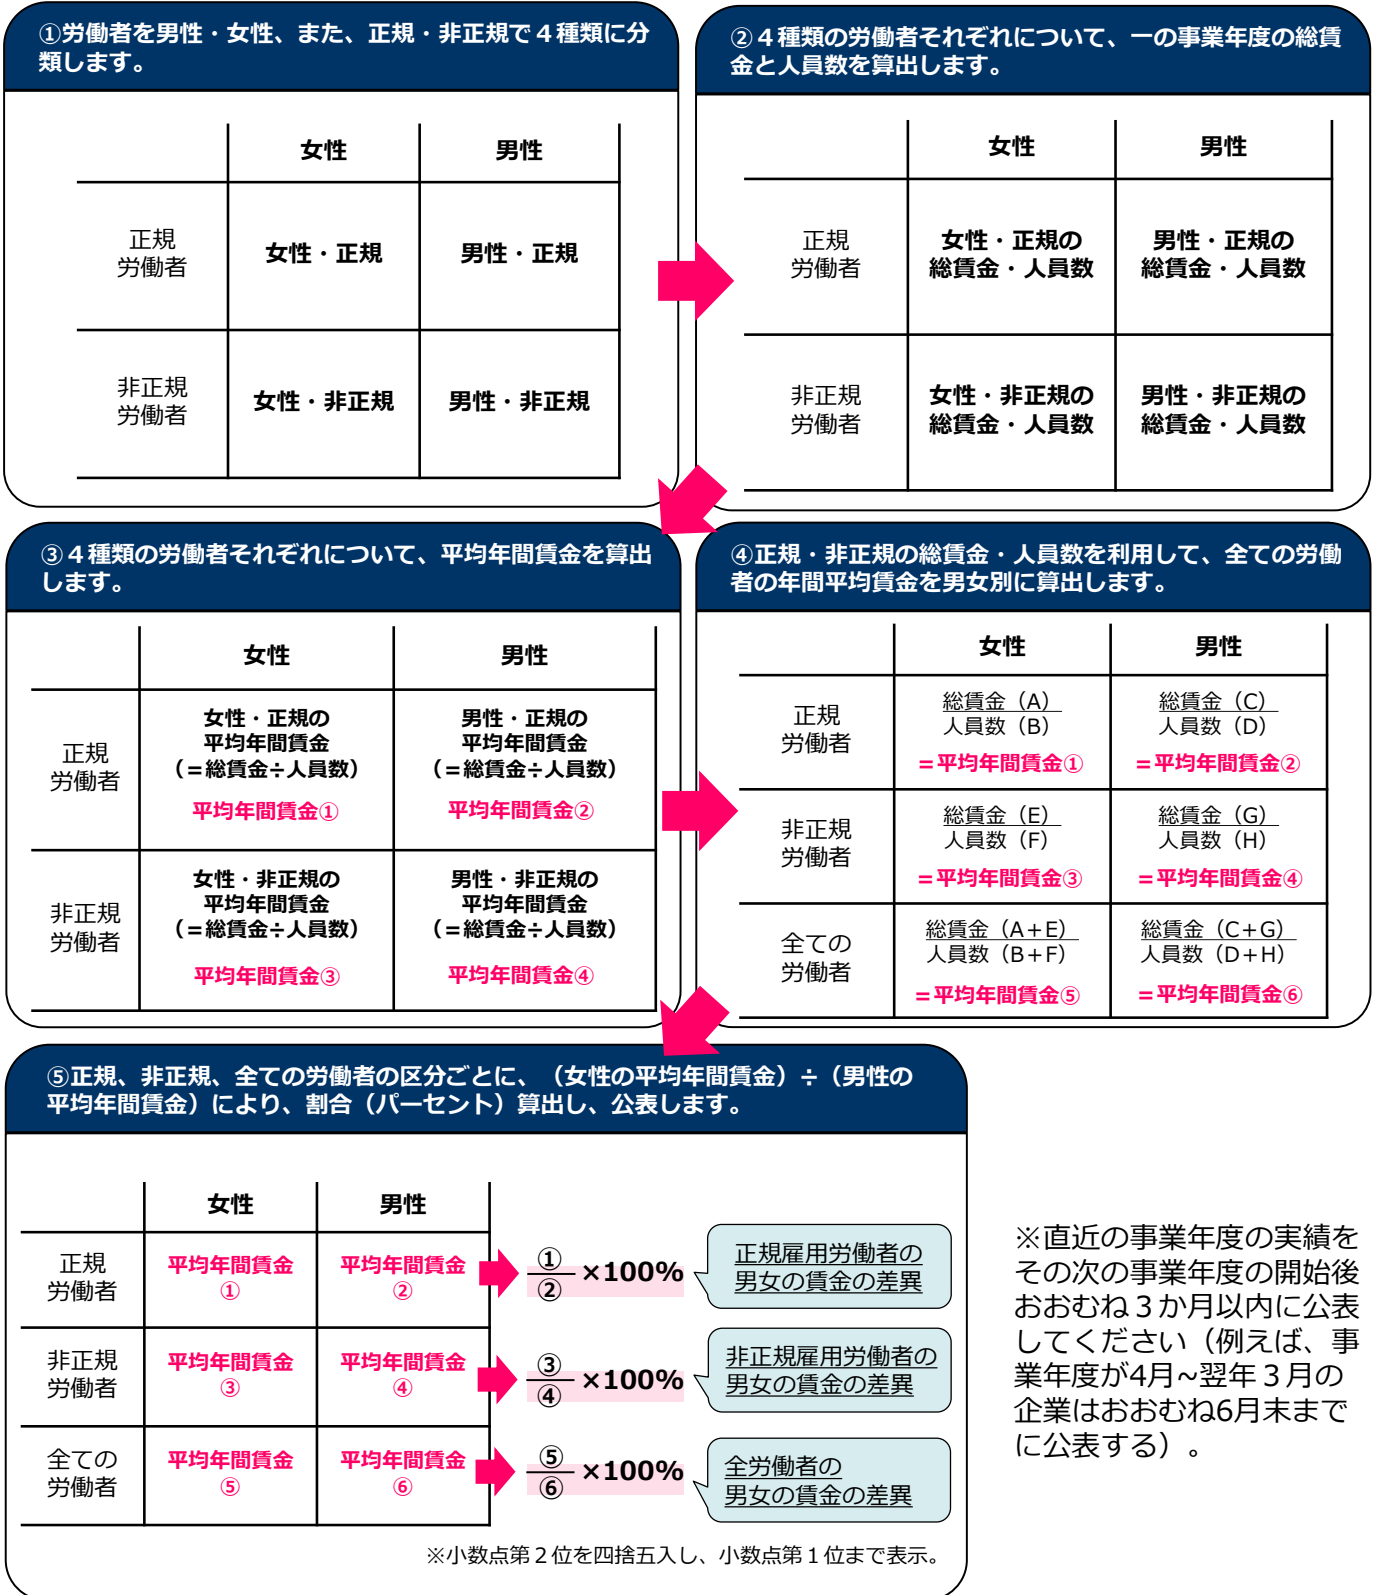 ①労働者を男性・女性、また、正規・非正規で４種類に分
類します。
女性
男性
正規
労働者
女性・正規
男性・正規
非正規
労働者
女性・非正規
男性・非正規
②４種類の労働者それぞれについて、一の事業年度の総賃
金と人員数を算出します。
女性
男性
正規
労働者
女性・正規の
総賃金・人員数
男性・正規の
総賃金・人員数
非正規
労働者
女性・非正規の
総賃金・人員数
男性・非正規の
総賃金・人員数
③４種類の労働者それぞれについて、平均年間賃金を算出
します。
女性
男性
正規
労働者
女性・正規の
平均年間賃金
（＝総賃金÷人員数）
平均年間賃金①
男性・正規の
平均年間賃金
（＝総賃金÷人員数）
平均年間賃金②
非正規
労働者
女性・非正規の
平均年間賃金
（＝総賃金÷人員数）
平均年間賃金③
男性・非正規の
平均年間賃金
（＝総賃金÷人員数）
平均年間賃金④
④正規・非正規の総賃金・人員数を利用して、全ての労働
者の年間平均賃金を男女別に算出します。
女性
男性
正規
労働者
総賃金（A）
人員数（B）
＝平均年間賃金①
総賃金（C）
人員数（D）
＝平均年間賃金②
非正規
労働者
総賃金（E）
人員数（F）
＝平均年間賃金③
総賃金（G）
人員数（H）
＝平均年間賃金④
全ての
労働者
総賃金（A+E）
人員数（B+F）
＝平均年間賃金⑤
総賃金（C+G）
人員数（D+H）
＝平均年間賃金⑥
⑤正規、非正規、全ての労働者の区分ごとに、（女性の平均年間賃金）÷（男性の
平均年間賃金）により、割合（パーセント）算出し、公表します。
女性
男性
正規
労働者
平均年間賃金
①
平均年間賃金
②
①
②
×100%
正規雇用労働者の
男女の賃金の差異
非正規
労働者
平均年間賃金
③
平均年間賃金
④
③
④
×100%
非正規雇用労働者の
男女の賃金の差異
全ての
労働者
平均年間賃金
⑤
平均年間賃金
⑥
⑤
⑥
×100%
全労働者の
男女の賃金の差異
※小数点第２位を四捨五入し、小数点第１位まで表示。
※直近の事業年度の実績を
その次の事業年度の開始後
おおむね３か月以内に公表
してください（例えば、事
業年度が4月~翌年３月の
企業はおおむね6月末まで
に公表する）。